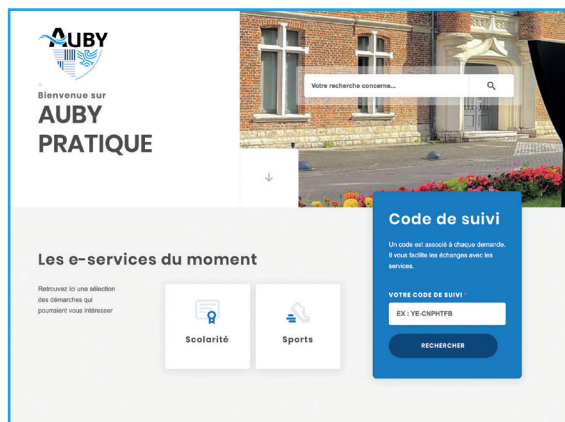 AUBY
Bienvenue sur
AUBY
PRATIQUE
Votre recherche concerne...
Code de suivi
Un code est associé à chaque demande.
Il vous facilite les échanges avec les
services.
VOTRE CODE DE SUIVI *
EX : YE-CNPHTFB
RECHERCHER
Les e-services du moment
Retrouvez ici une sélection
des démarches qui
pourraient vous intéresser
Scolarité
Sports